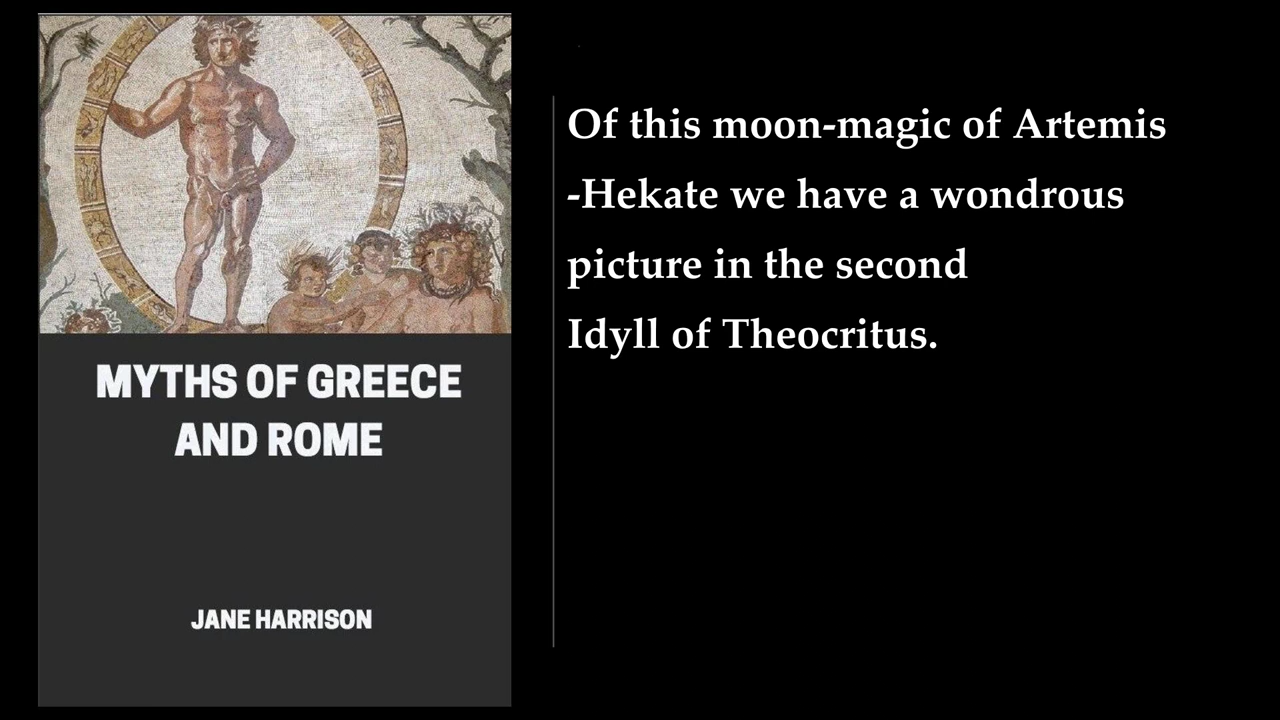 MYTHS OF GREECE
AND ROME
JANE HARRISON
Of this moon-magic of Artemis
-Hekate we have a wondrous
picture in the second
Idyll of Theocritus.